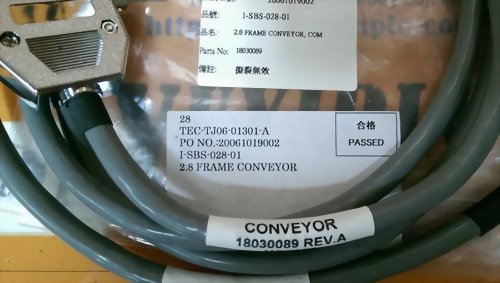 20061019002
品號: I-SBS-028-01
品名: 2.8 FRAME CONVEYOR, COM
Parts No: 18030089
備註: 撕裂無效
28
TEC-TJ06-01301-A
PO NO.:20061019002
I-SBS-028-01
2.8 FRAME CONVEYOR
合格
PASSED
CONVEYOR
18030089 REV.A